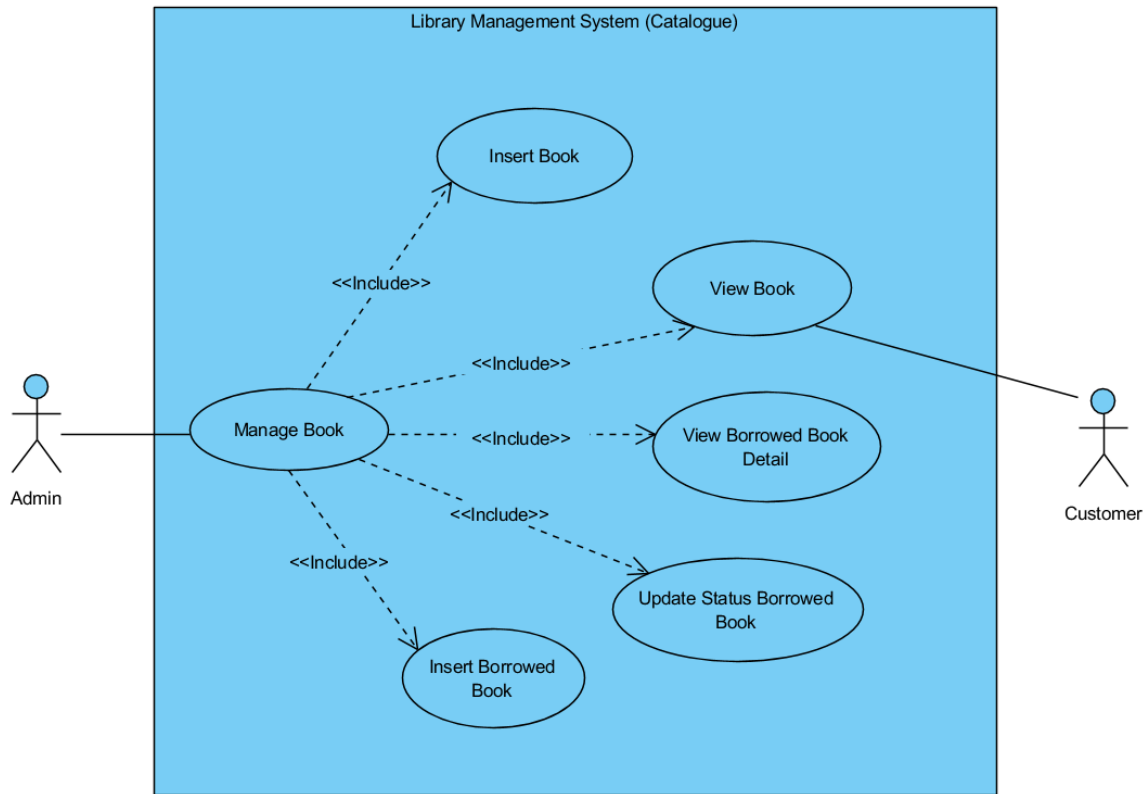 Library Management System (Catalogue)
Insert Book
<<Include>>
View Book
<<Include>>
Manage Book
<<Include>>
View Borrowed Book
Detail
Admin
Customer
<<Include>>
<<Include>>
Update Status Borrowed
Book
Insert Borrowed
Book